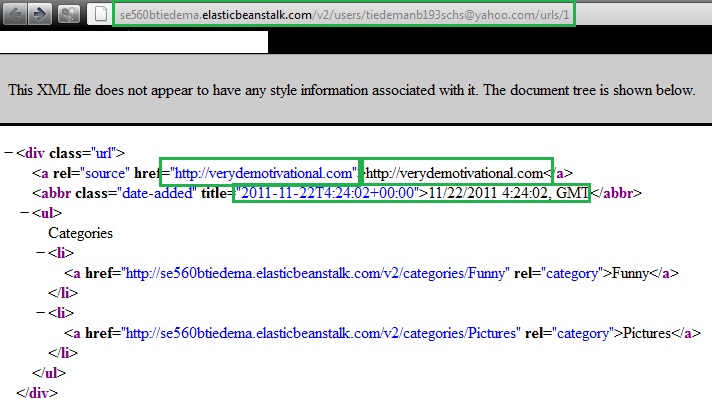 se560btiedema.elasticbeanstalk.com/v2/users/tiedemanb193schs@yahoo.com/urls/1
This XML file does not appear to have any style information associated with it. The document tree is shown below.
−<div class="url">
<a rel="source" href="http://verydemotivational.com">http://verydemotivational.com</a>
<abbr class="date-added" title="2011-11-22T4:24:02+00:00">11/22/2011 4:24:02, GMT</abbr>
−<ul>
Categories
−<li>
<a href="http://se560btiedema.elasticbeanstalk.com/v2/categories/Funny" rel="category">Funny</a>
</li>
−<li>
<a href="http://se560btiedema.elasticbeanstalk.com/v2/categories/Pictures" rel="category">Pictures</a>
</li>
</ul>
</div>